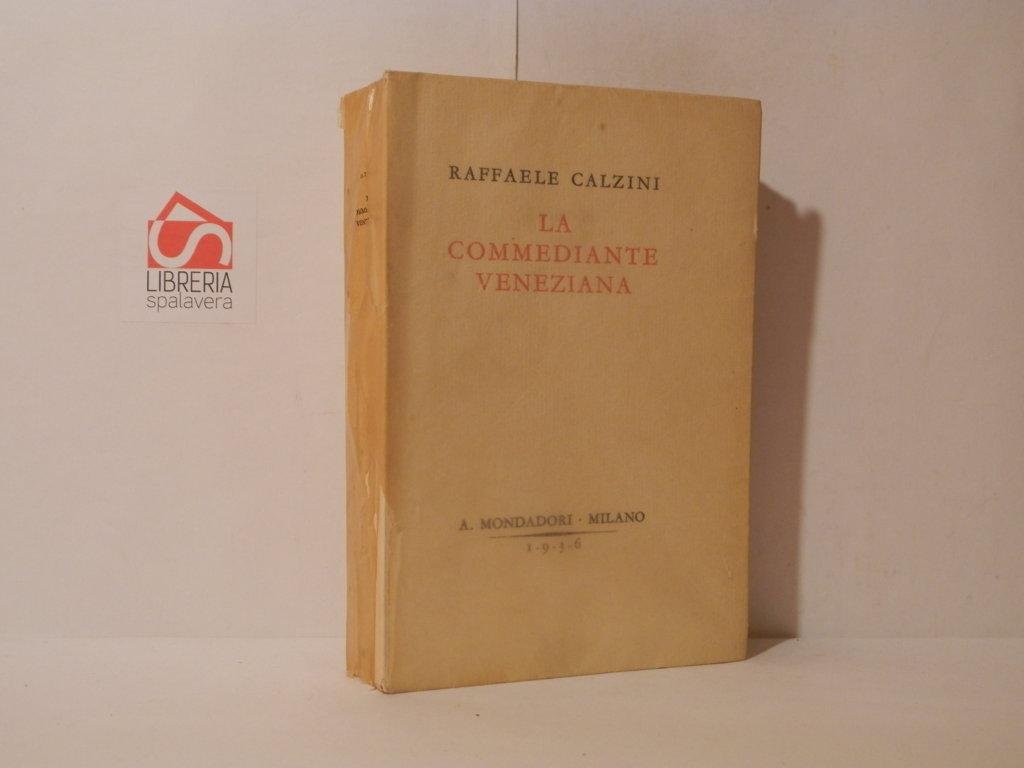 RAFFAELE CALZINI
LA
COMMEDIANTE
VENEZIANA
A. MONDADORI · MILANO
1·9·3·6
LIBRERIA
spalavera